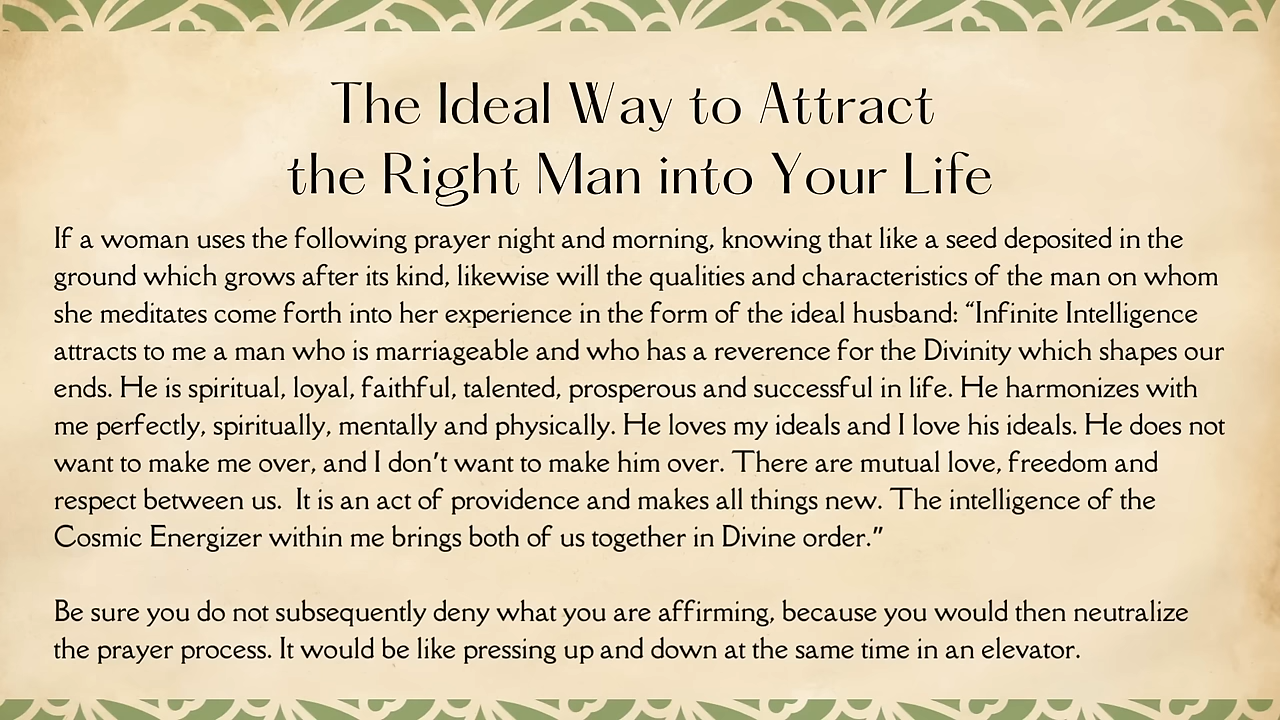 The Ideal Way to Attract
the Right Man into Your Life
If a woman uses the following prayer night and morning, knowing that like a seed deposited in the
ground which grows after its kind, likewise will the qualities and characteristics of the man on whom
she meditates come forth into her experience in the form of the ideal husband: “Infinite Intelligence
attracts to me a man who is marriageable and who has a reverence for the Divinity which shapes our
ends. He is spiritual, loyal, faithful, talented, prosperous and successful in life. He harmonizes with
me perfectly, spiritually, mentally and physically. He loves my ideals and I love his ideals. He does not
want to make me over, and I don't want to make him over. There are mutual love, freedom and
respect between us.  It is an act of providence and makes all things new. The intelligence of the
Cosmic Energizer within me brings both of us together in Divine order."
Be sure you do not subsequently deny what you are affirming, because you would then neutralize
the prayer process. It would be like pressing up and down at the same time in an elevator.